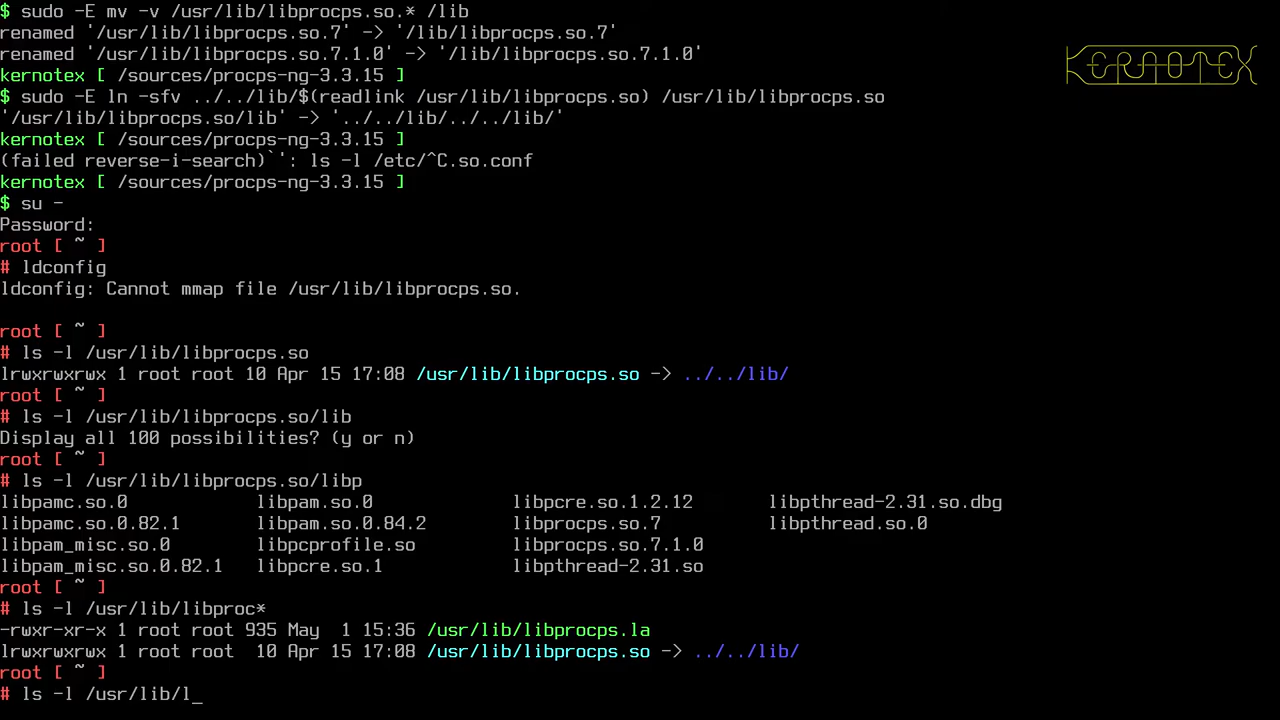 $ sudo -E mv -v /usr/lib/libprocps.so.* /lib
renamed '/usr/lib/libprocps.so.7' -> '/lib/libprocps.so.7'
renamed '/usr/lib/libprocps.so.7.1.0' -> '/lib/libprocps.so.7.1.0'
KERNOTEX
kernotex [ /sources/procps-ng-3.3.15 ]
$ sudo -E ln -sfv ../../lib/$(readlink /usr/lib/libprocps.so) /usr/lib/libprocps.so
'/usr/lib/libprocps.so/lib' -> '../../lib/../../lib/'
kernotex [ /sources/procps-ng-3.3.15 ]
(failed reverse-i-search)`': ls -l /etc/^C.so.conf
kernotex [ /sources/procps-ng-3.3.15 ]
$ su -
Password:
root [ ~ ]
# ldconfig
ldconfig: Cannot mmap file /usr/lib/libprocps.so.
root [ ~ ]
# ls -l /usr/lib/libprocps.so
lrwxrwxrwx 1 root root 10 Apr 15 17:08 /usr/lib/libprocps.so -> ../../lib/
root [ ~ ]
# ls -l /usr/lib/libprocps.so/lib
Display all 100 possibilities? (y or n)
root [ ~ ]
# ls -l /usr/lib/libprocps.so/libp
libpamc.so.0 libpam.so.0 libpcre.so.1.2.12 libpthread-2.31.so.dbg
libpamc.so.0.82.1 libpam.so.0.84.2 libprocps.so.7 libpthread.so.0
libpam_misc.so.0 libpcprofile.so libprocps.so.7.1.0
libpam_misc.so.0.82.1 libpcre.so.1 libpthread-2.31.so
root [ ~ ]
# ls -l /usr/lib/libproc*
-rwxr-xr-x 1 root root 935 May  1 15:36 /usr/lib/libprocps.la
lrwxrwxrwx 1 root root  10 Apr 15 17:08 /usr/lib/libprocps.so -> ../../lib/
root [ ~ ]
# ls -l /usr/lib/l_